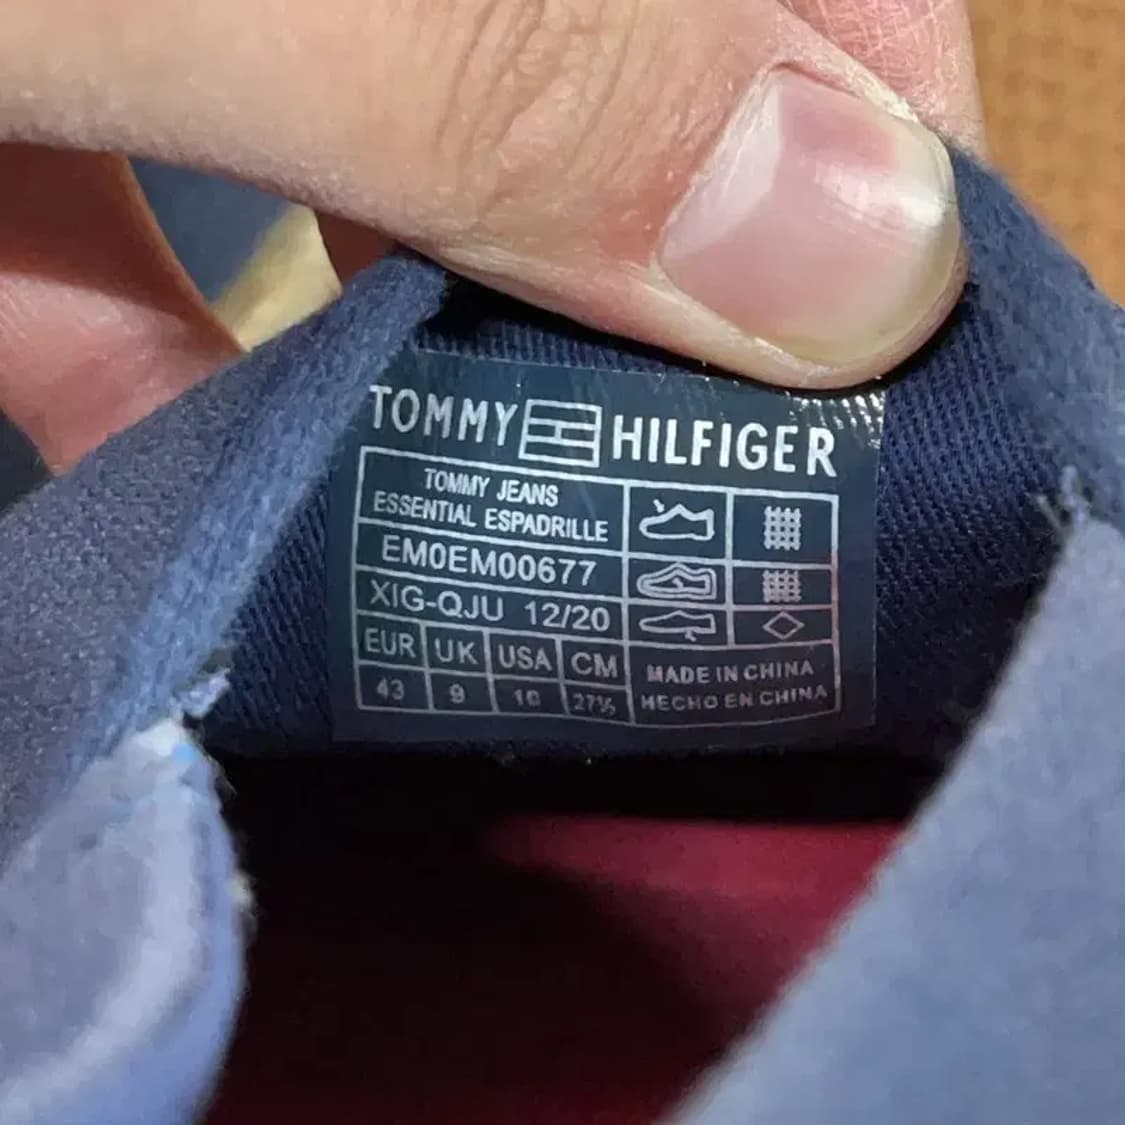 TOMMY HILFIGER
TOMMY JEANS
ESSENTIAL ESPADRILLE
EM0EM00677
XIG-QJU 12/20
EUR UK USA CM
43 9 10 27½
MADE IN CHINA
HECHO EN CHINA